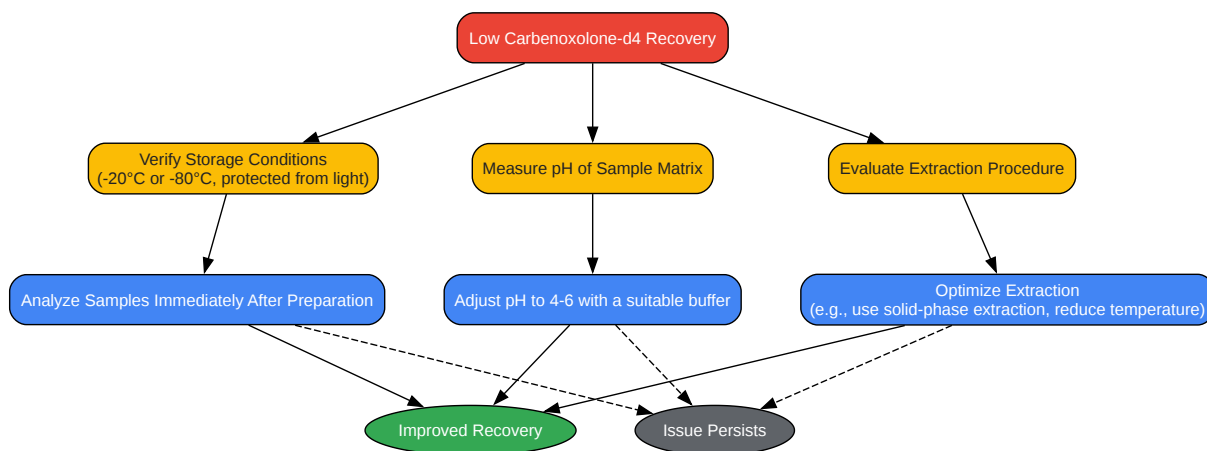 Low Carbenoxolone-d4 Recovery
Verify Storage Conditions
(-20°C or -80°C, protected from light)
Measure pH of Sample Matrix
Evaluate Extraction Procedure
Analyze Samples Immediately After Preparation
Adjust pH to 4-6 with a suitable buffer
Optimize Extraction
(e.g., use solid-phase extraction, reduce temperature)
Improved Recovery
Issue Persists